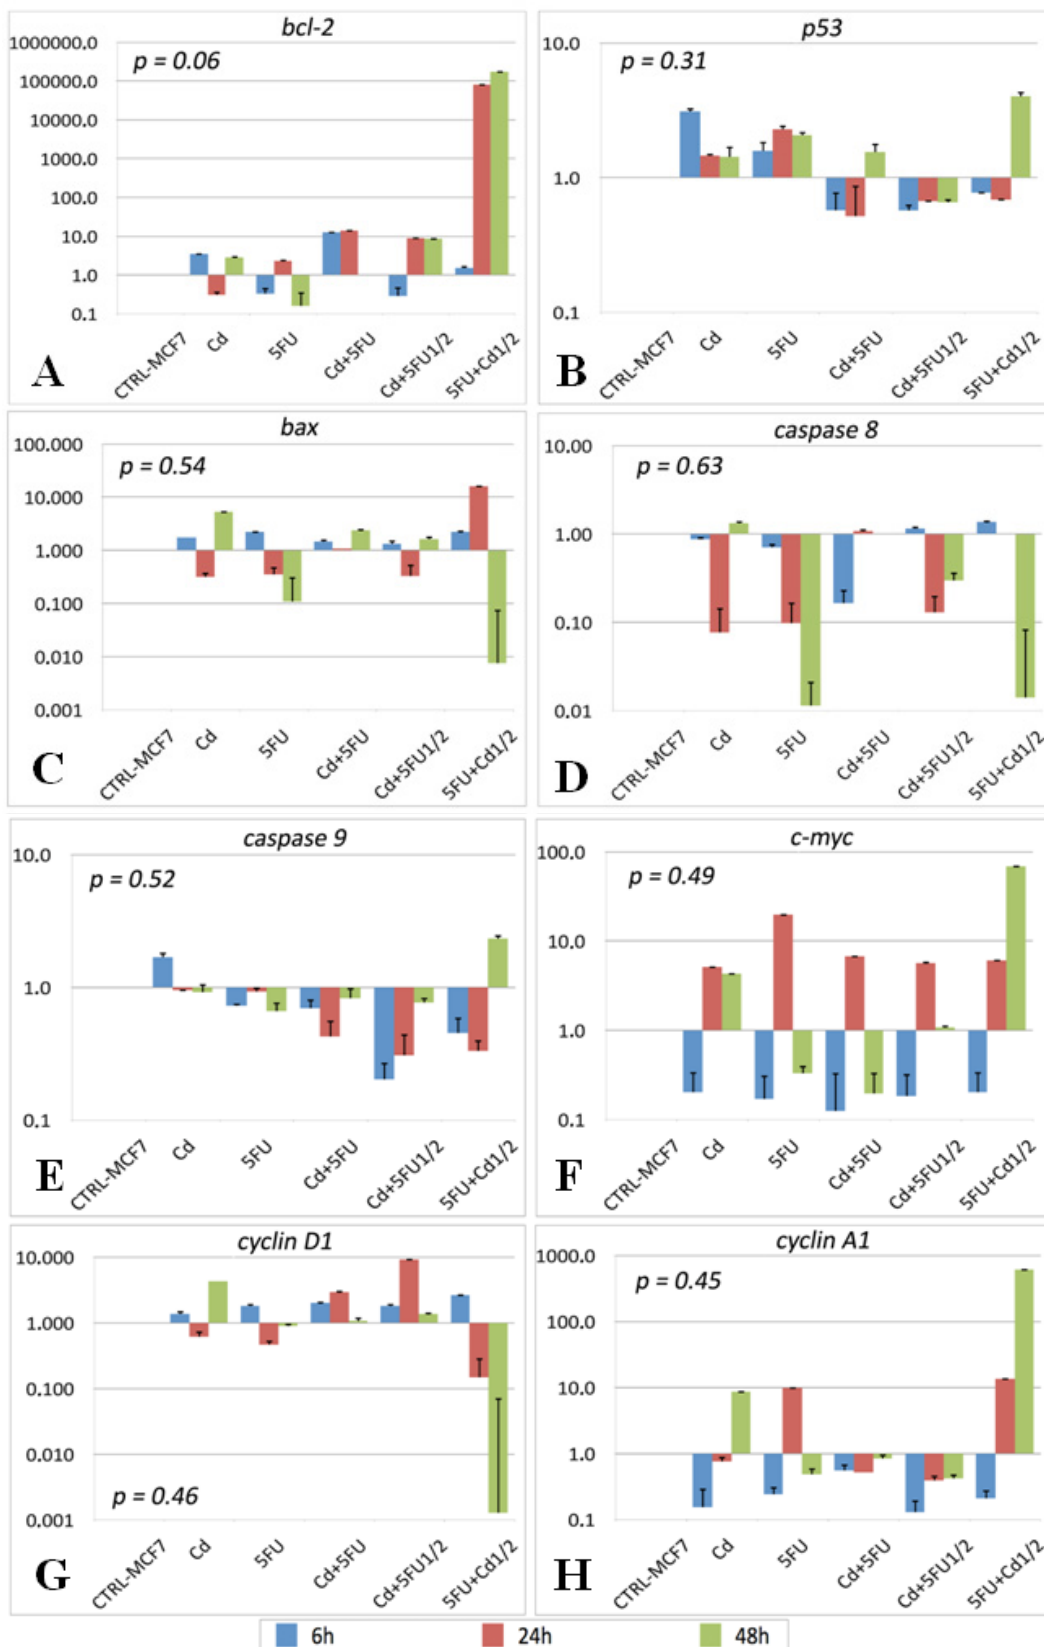 bcl-2
1000000.0
p = 0.06
100000.0
10000.0
1000.0
100.0
10.0
1.0
0.1
CTRL-MCF7 Cd 5FU Cd+5FU Cd+5FU1/2 5FU+Cd1/2
A
p53
10.0
p = 0.31
1.0
0.1
CTRL-MCF7 Cd 5FU Cd+5FU Cd+5FU1/2 5FU+Cd1/2
B
bax
100.000
p = 0.54
10.000
1.000
0.100
0.010
0.001
CTRL-MCF7 Cd 5FU Cd+5FU Cd+5FU1/2 5FU+Cd1/2
C
caspase 8
10.00
p = 0.63
1.00
0.10
0.01
CTRL-MCF7 Cd 5FU Cd+5FU Cd+5FU1/2 5FU+Cd1/2
D
caspase 9
10.0
p = 0.52
1.0
0.1
CTRL-MCF7 Cd 5FU Cd+5FU Cd+5FU1/2 5FU+Cd1/2
E
c-myc
100.0
p = 0.49
10.0
1.0
0.1
CTRL-MCF7 Cd 5FU Cd+5FU Cd+5FU1/2 5FU+Cd1/2
F
cyclin D1
10.000
1.000
0.100
0.010
p = 0.46
0.001
CTRL-MCF7 Cd 5FU Cd+5FU Cd+5FU1/2 5FU+Cd1/2
G
cyclin A1
1000.0
p = 0.45
100.0
10.0
1.0
0.1
CTRL-MCF7 Cd 5FU Cd+5FU Cd+5FU1/2 5FU+Cd1/2
H
6h 24h 48h